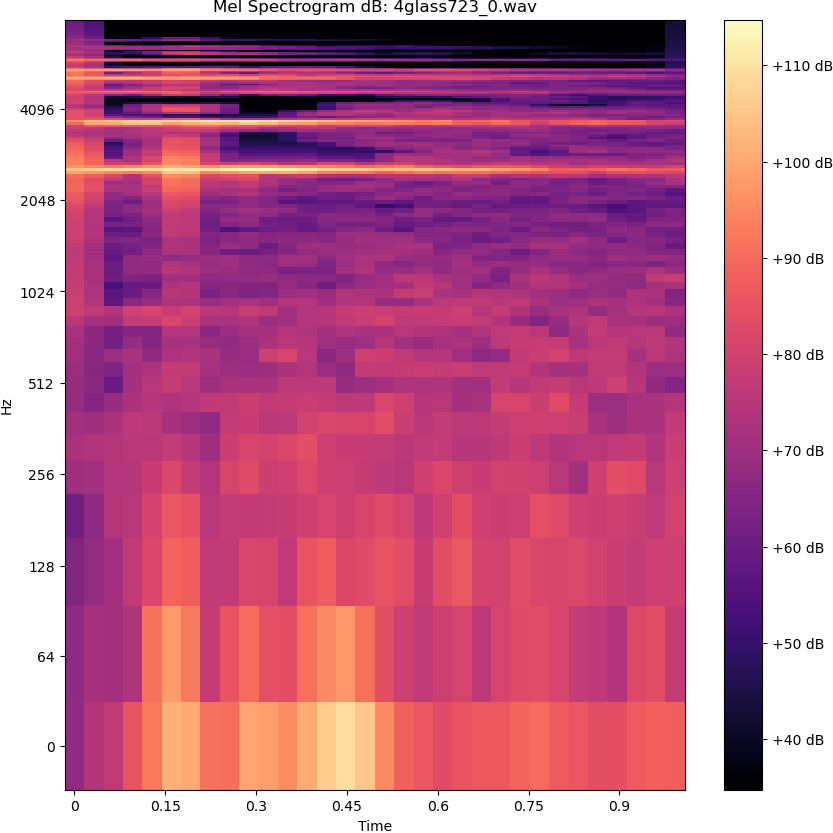 Mel Spectrogram dB: 4glass723_0.wav
+110 dB
4096
+100 dB
2048
+90 dB
1024
+80 dB
512
Hz
+70 dB
256
+60 dB
128
+50 dB
64
+40 dB
0
0 0.15 0.3 0.45 0.6 0.75 0.9
Time